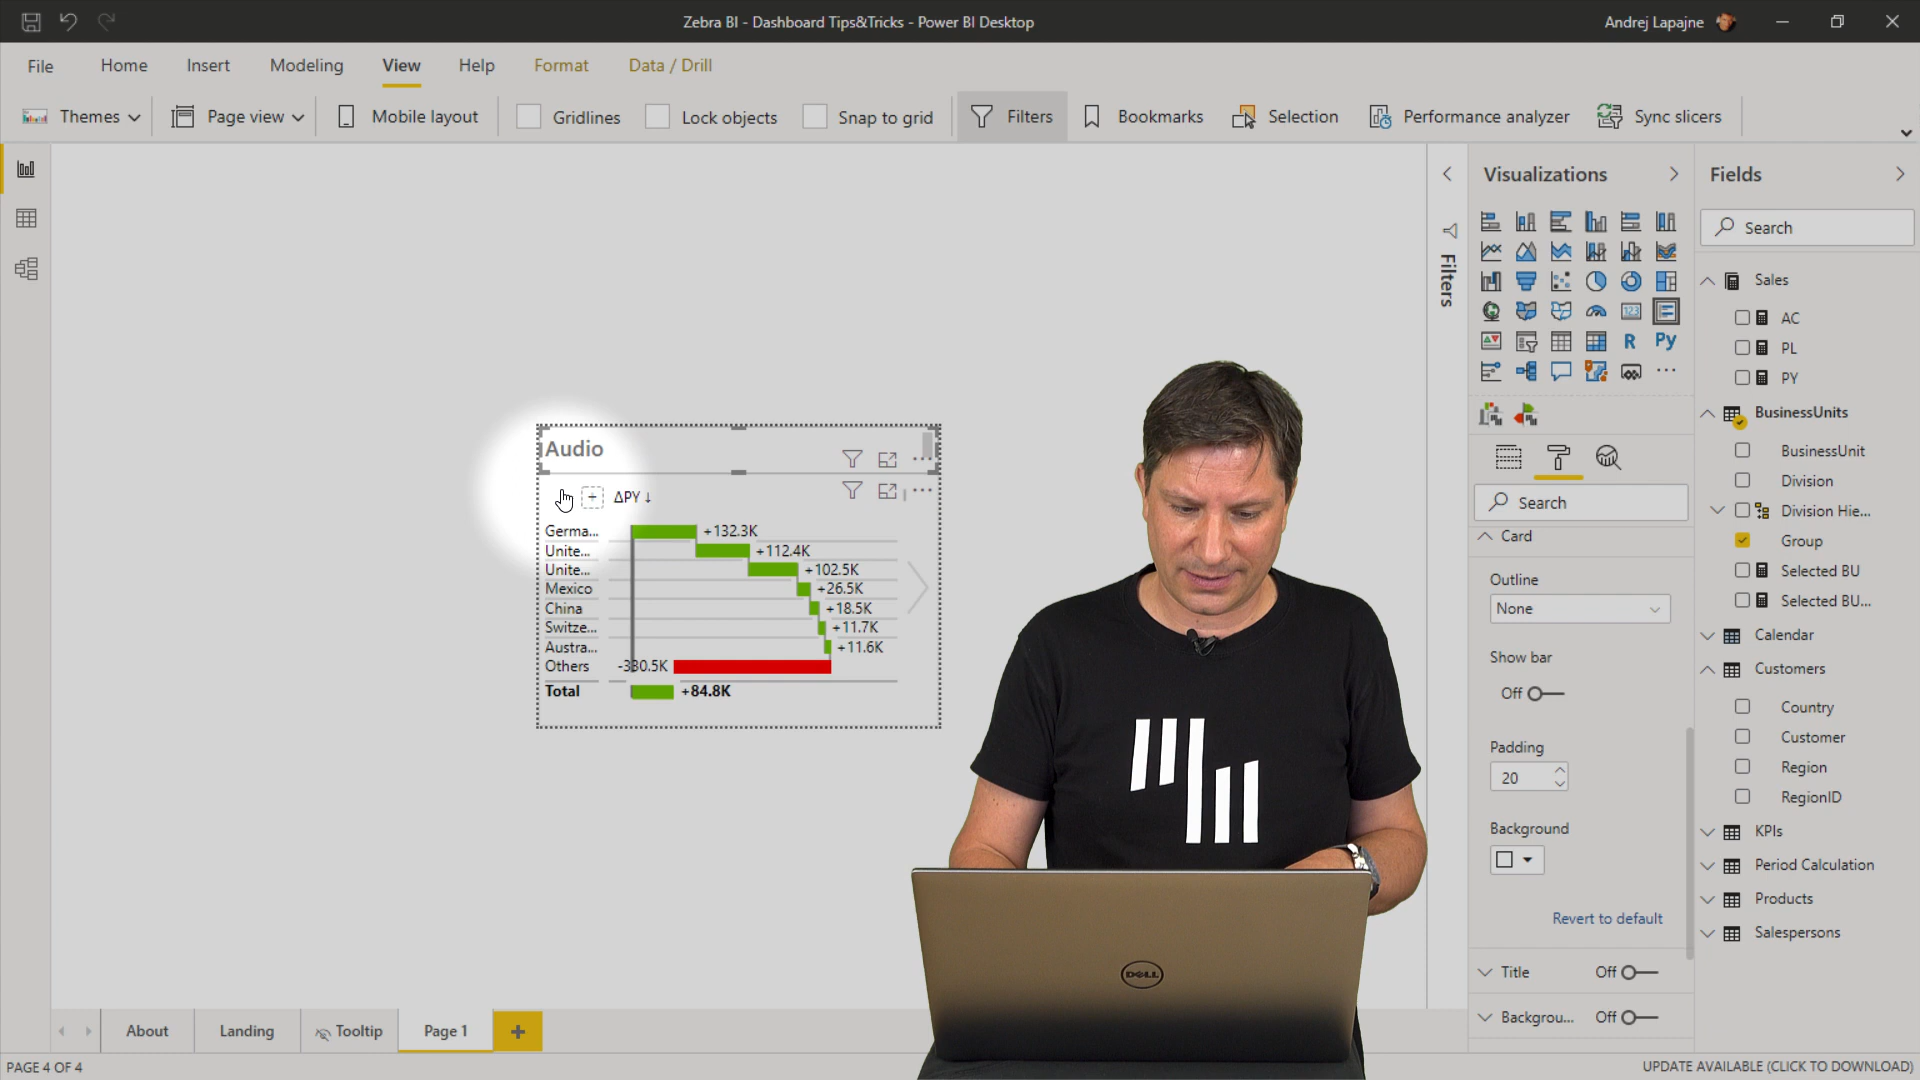 Zebra BI - Dashboard Tips&Tricks - Power BI Desktop
Andrej Lapajne
File
Home
Insert
Modeling
View
Help
Format
Data / Drill
Themes
Page view
Mobile layout
Gridlines
Lock objects
Snap to grid
Filters
Bookmarks
Selection
Performance analyzer
Sync slicers
Audio
+ ΔPY ↓
Germa... +132.3K
Unite... +112.4K
Unite... +102.5K
Mexico +26.5K
China +18.5K
Switze... +11.7K
Austra... +11.6K
Others -330.5K
Total +84.8K
Filters
Visualizations
123
R
Py
Search
Card
Outline
None
Show bar
Off
Padding
20
Background
Revert to default
Title Off
Backgrou... Off
Fields
Search
Sales
AC
PL
PY
BusinessUnits
BusinessUnit
Division
Division Hie...
Group
Selected BU
Selected BU...
Calendar
Customers
Country
Customer
Region
RegionID
KPIs
Period Calculation
Products
Salespersons
DELL
About
Landing
Tooltip
Page 1
+
PAGE 4 OF 4
UPDATE AVAILABLE (CLICK TO DOWNLOAD)